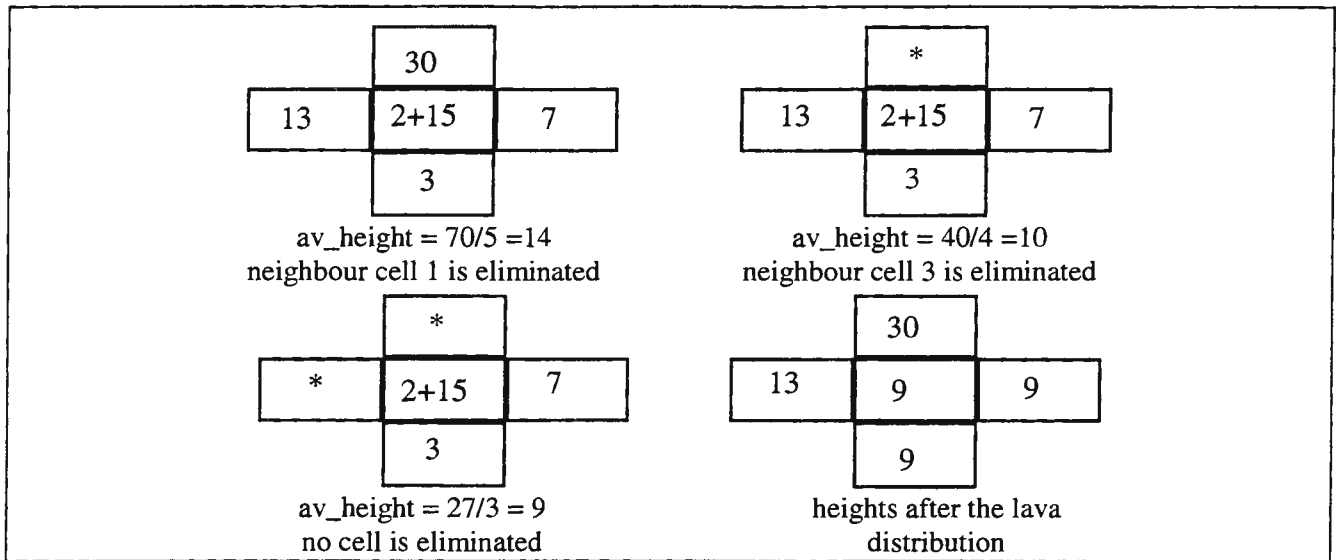 30
13 2+15 7
3
av_height = 70/5 =14
neighbour cell 1 is eliminated
*
13 2+15 7
3
av_height = 40/4 =10
neighbour cell 3 is eliminated
*
* 2+15 7
3
av_height = 27/3 = 9
no cell is eliminated
30
13 9 9
9
heights after the lava
distribution